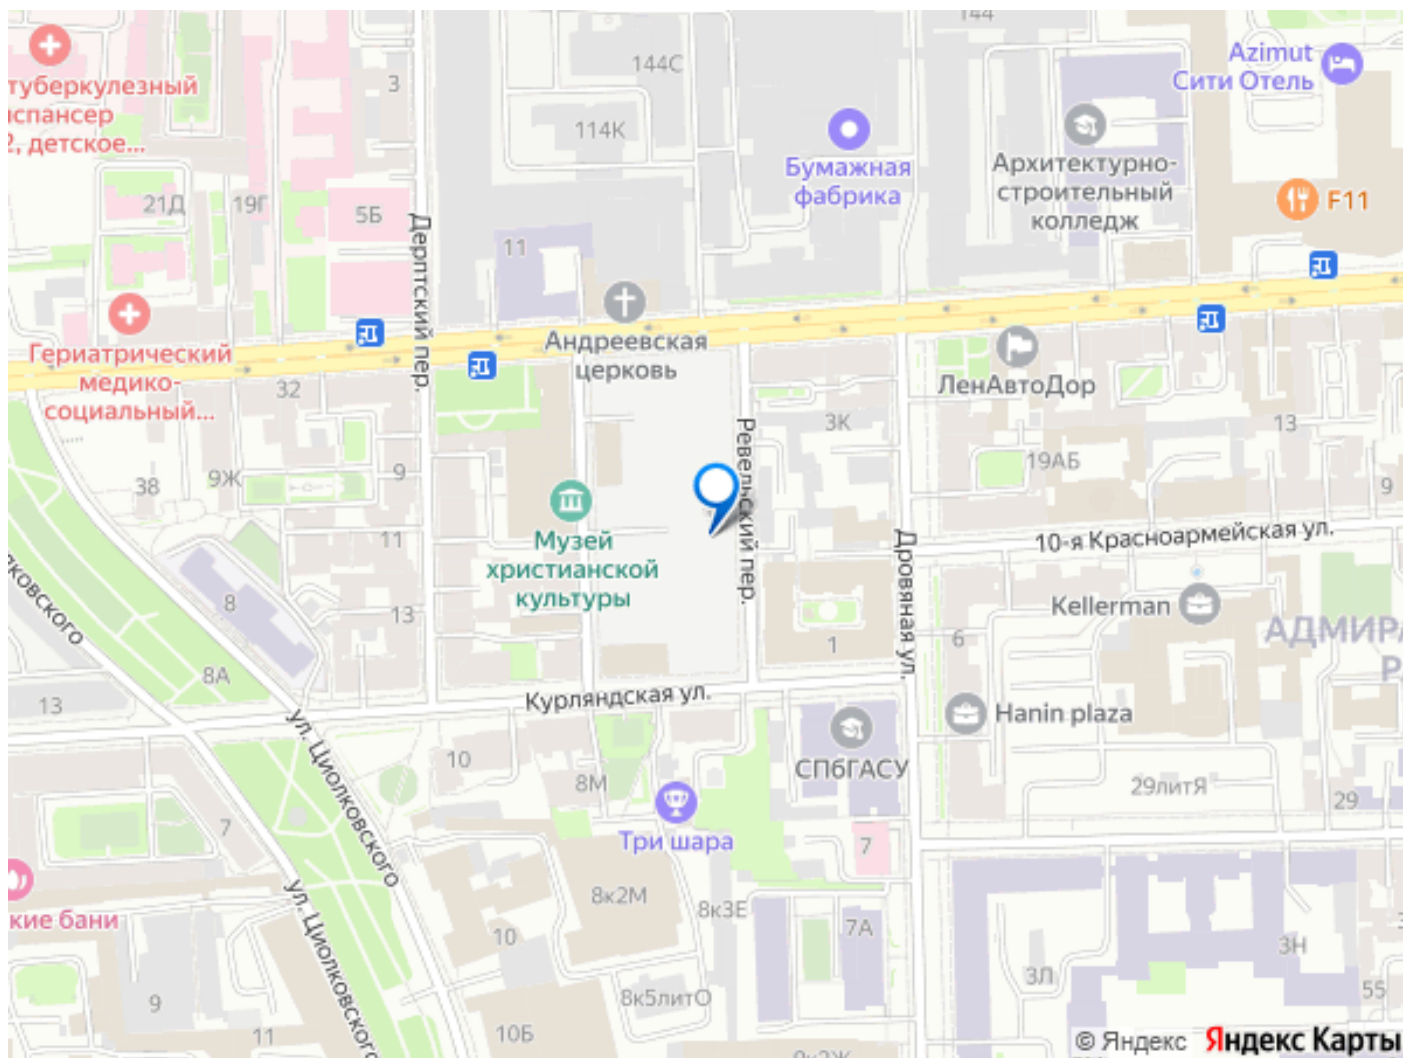 144
Azimut
Сити Отель
144С
3
туберкулезный
испансер
2, детское...
114К
Бумажная
фабрика
Архитектурно-
строительный
колледж
F11
21Д
19Г
5Б
11
Дерптский пер.
Андреевская
церковь
Гериатрический
медико-
социальный...
32
ЛенАвтоДор
3К
13
Ревельский пер.
9
9Ж
38
19АБ
9
11
Музей
христианской
культуры
10-я Красноармейская ул.
Дровяная ул.
8
13
Kellerman
АДМИРА
Р
1
6
лковского
8А
13
Курляндская ул.
Hanin plaza
ул. Циолковского
10
8М
СПбГАСУ
29литЯ
29
7
Три шара
7
ул. Циолковского
8к2М
8к3Е
кие бани
7А
10
3Н
3Л
55
9
8к5литО
11
10Б
© Яндекс Яндекс Карты